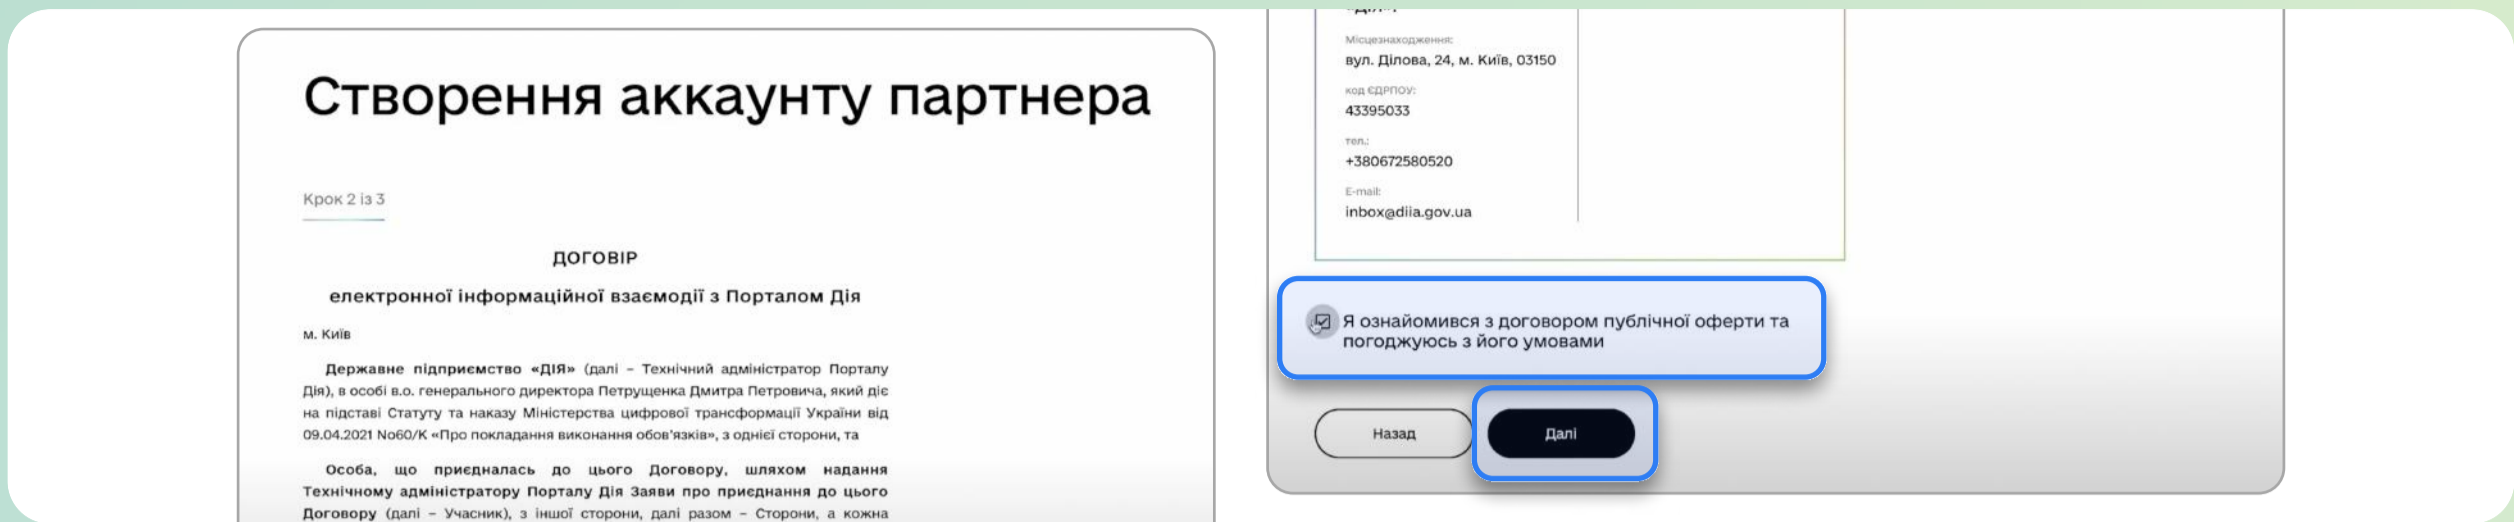 Створення аккаунту партнера
Крок 2 із 3
ДОГОВІР
електронної інформаційної взаємодії з Порталом Дія
м. Київ
Державне підприємство «ДІЯ» (далі – Технічний адміністратор Порталу
Дія), в особі в.о. генерального директора Петрущенка Дмитра Петровича, який діє
на підставі Статуту та наказу Міністерства цифрової трансформації України від
09.04.2021 No60/К «Про покладання виконання обов'язків», з однієї сторони, та
Особа, що приєдналась до цього Договору, шляхом надання
Технічному адміністратору Порталу Дія Заяви про приєднання до цього
Договору (далі – Учасник), з іншої сторони, далі разом – Сторони, а кожна
Місцезнаходження:
вул. Ділова, 24, м. Київ, 03150
код ЄДРПОУ:
43395033
тел.:
+380672580520
E-mail:
inbox@diia.gov.ua
Я ознайомився з договором публічної оферти та
погоджуюсь з його умовами
Назад
Далі